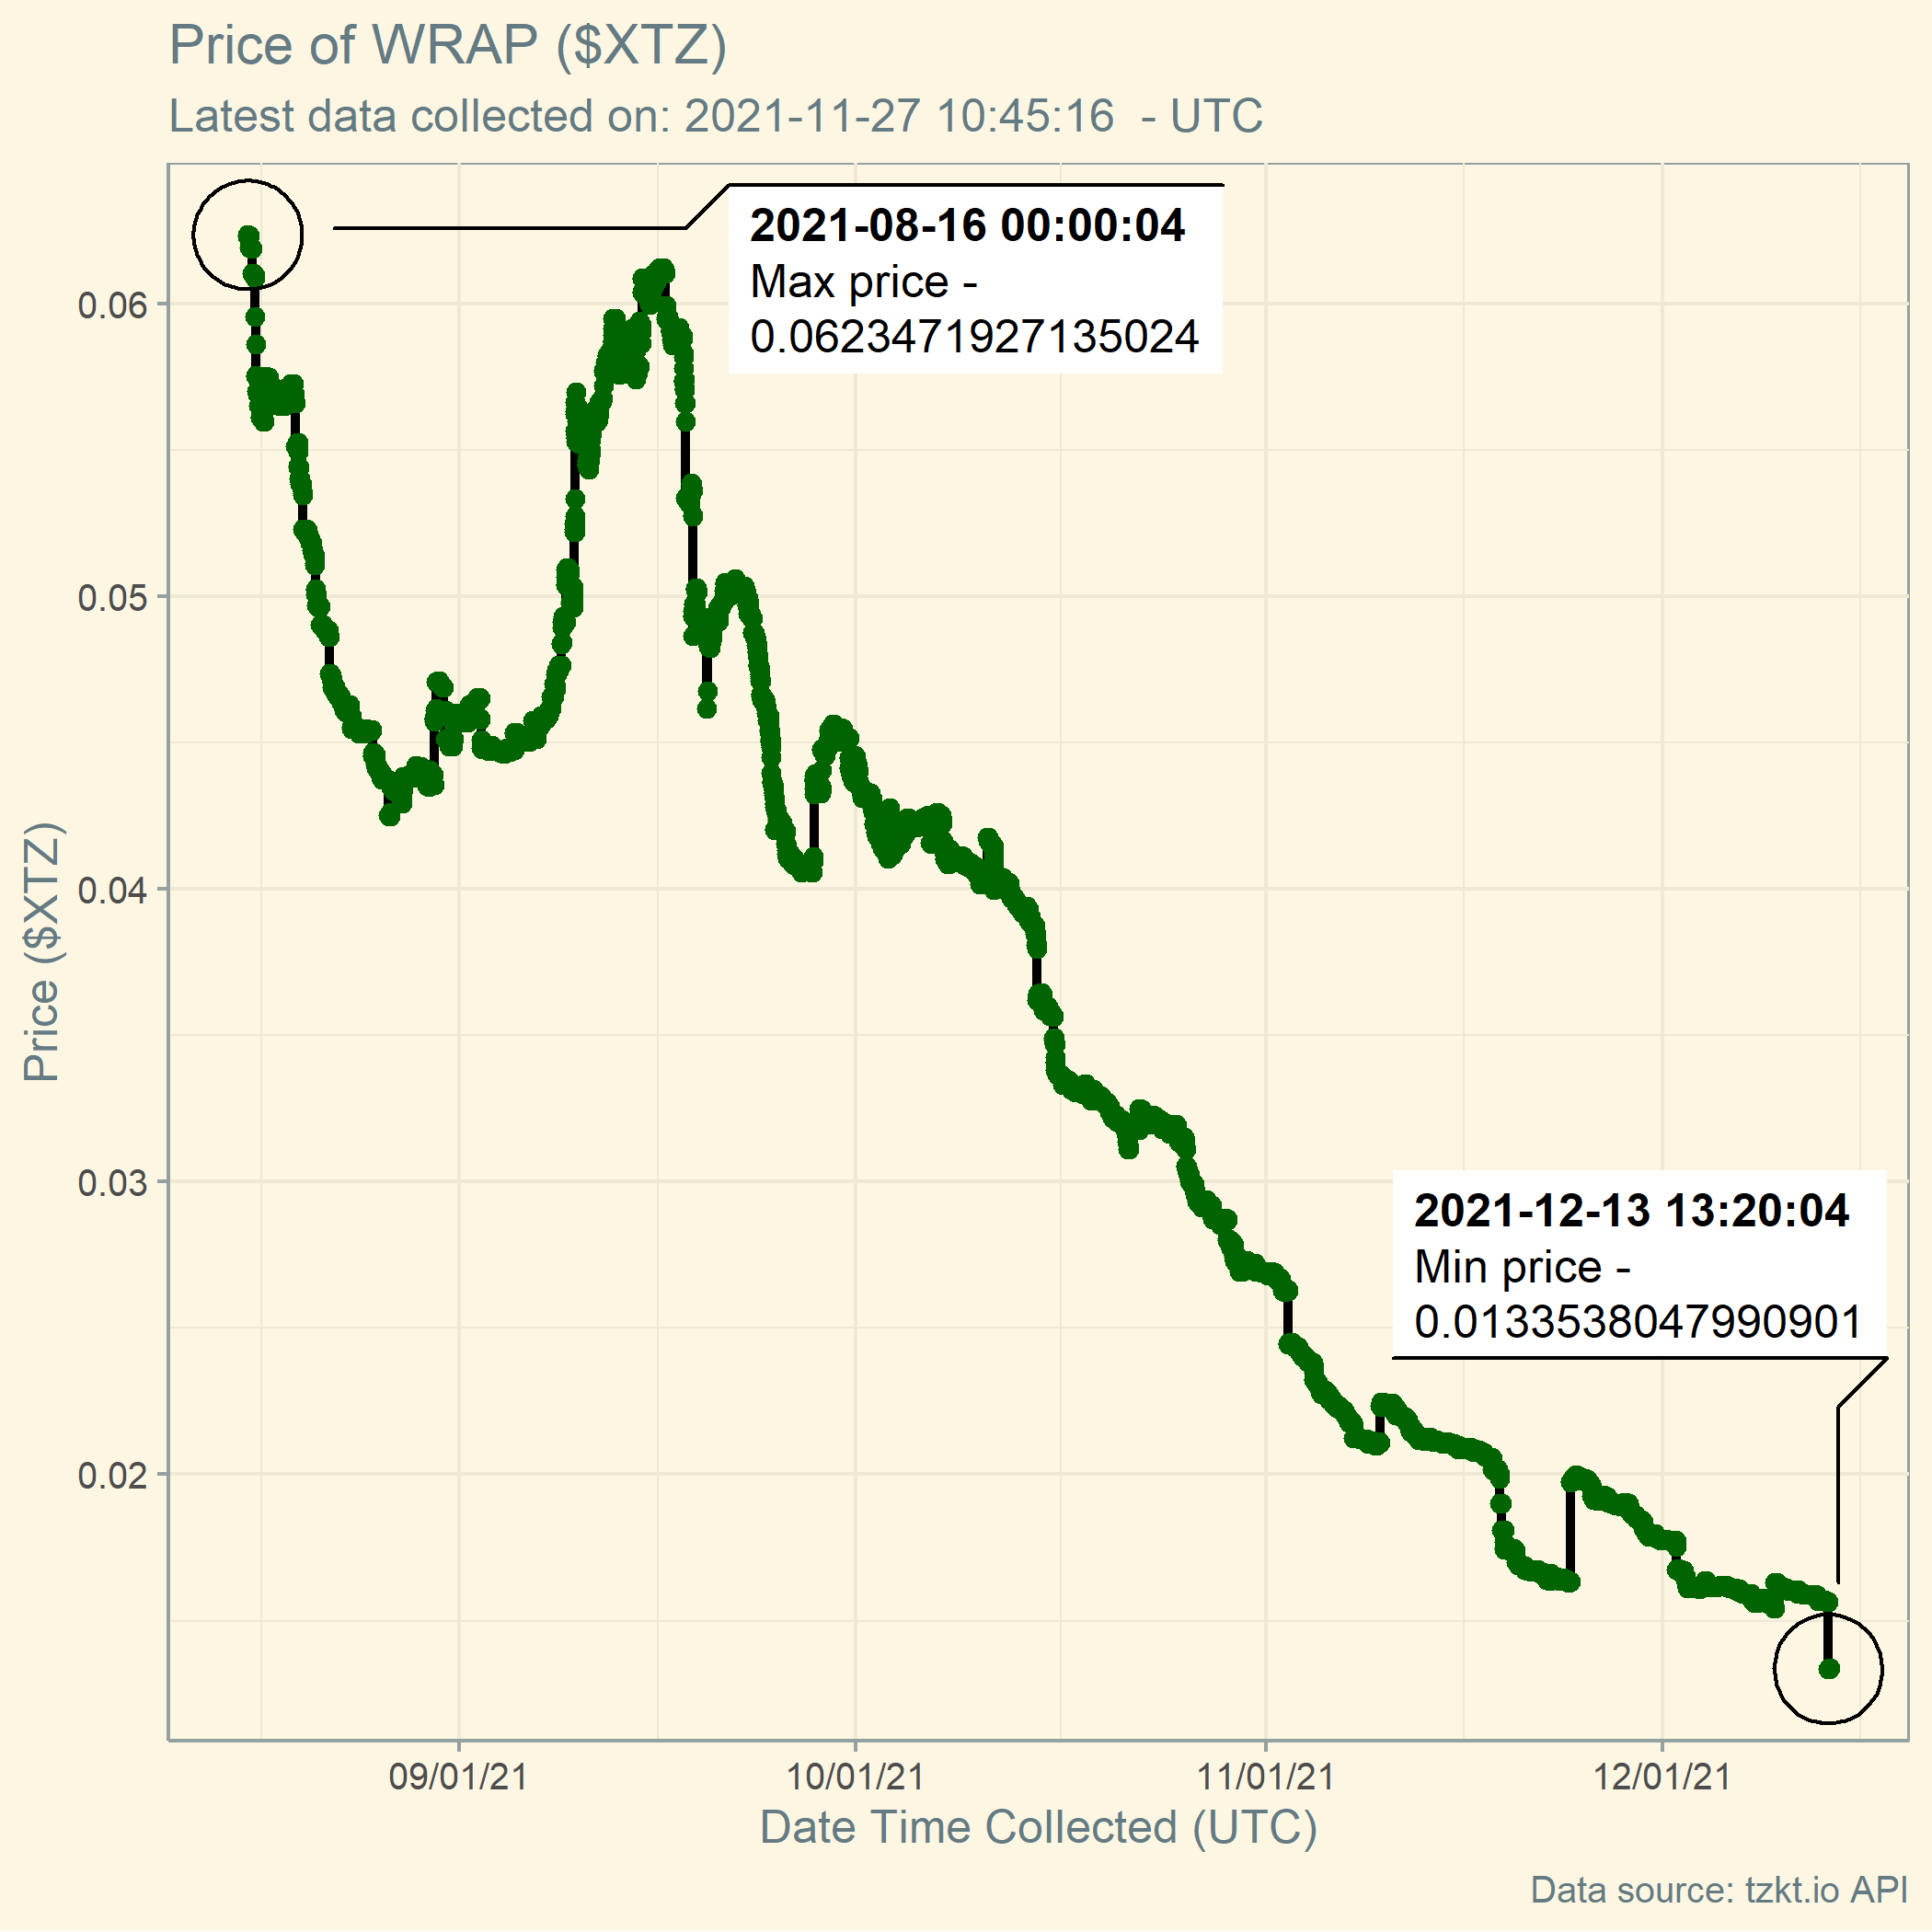 Price of WRAP ($XTZ)
Latest data collected on: 2021-11-27 10:45:16  - UTC
2021-08-16 00:00:04
Max price -
0.0623471927135024
0.06
0.05
0.04
0.03
0.02
Price ($XTZ)
2021-12-13 13:20:04
Min price -
0.0133538047990901
09/01/21
10/01/21
11/01/21
12/01/21
Date Time Collected (UTC)
Data source: tzkt.io API